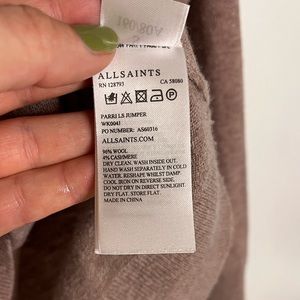 ALLSAINTS
RN 128793 CA 58080
PARRI LS JUMPER
WK004J
PO NUMBER: AS60316
ALLSAINTS.COM
96% WOOL
4% CASHMERE
DRY CLEAN. WASH INSIDE OUT.
HAND WASH SEPARATELY IN COLD
WATER. RESHAPE WHILST DAMP
COOL IRON ON REVERSE SIDE.
DO NOT DRY IN DIRECT SUNLIGHT.
DRY FLAT. STORE FLAT.
MADE IN CHINA